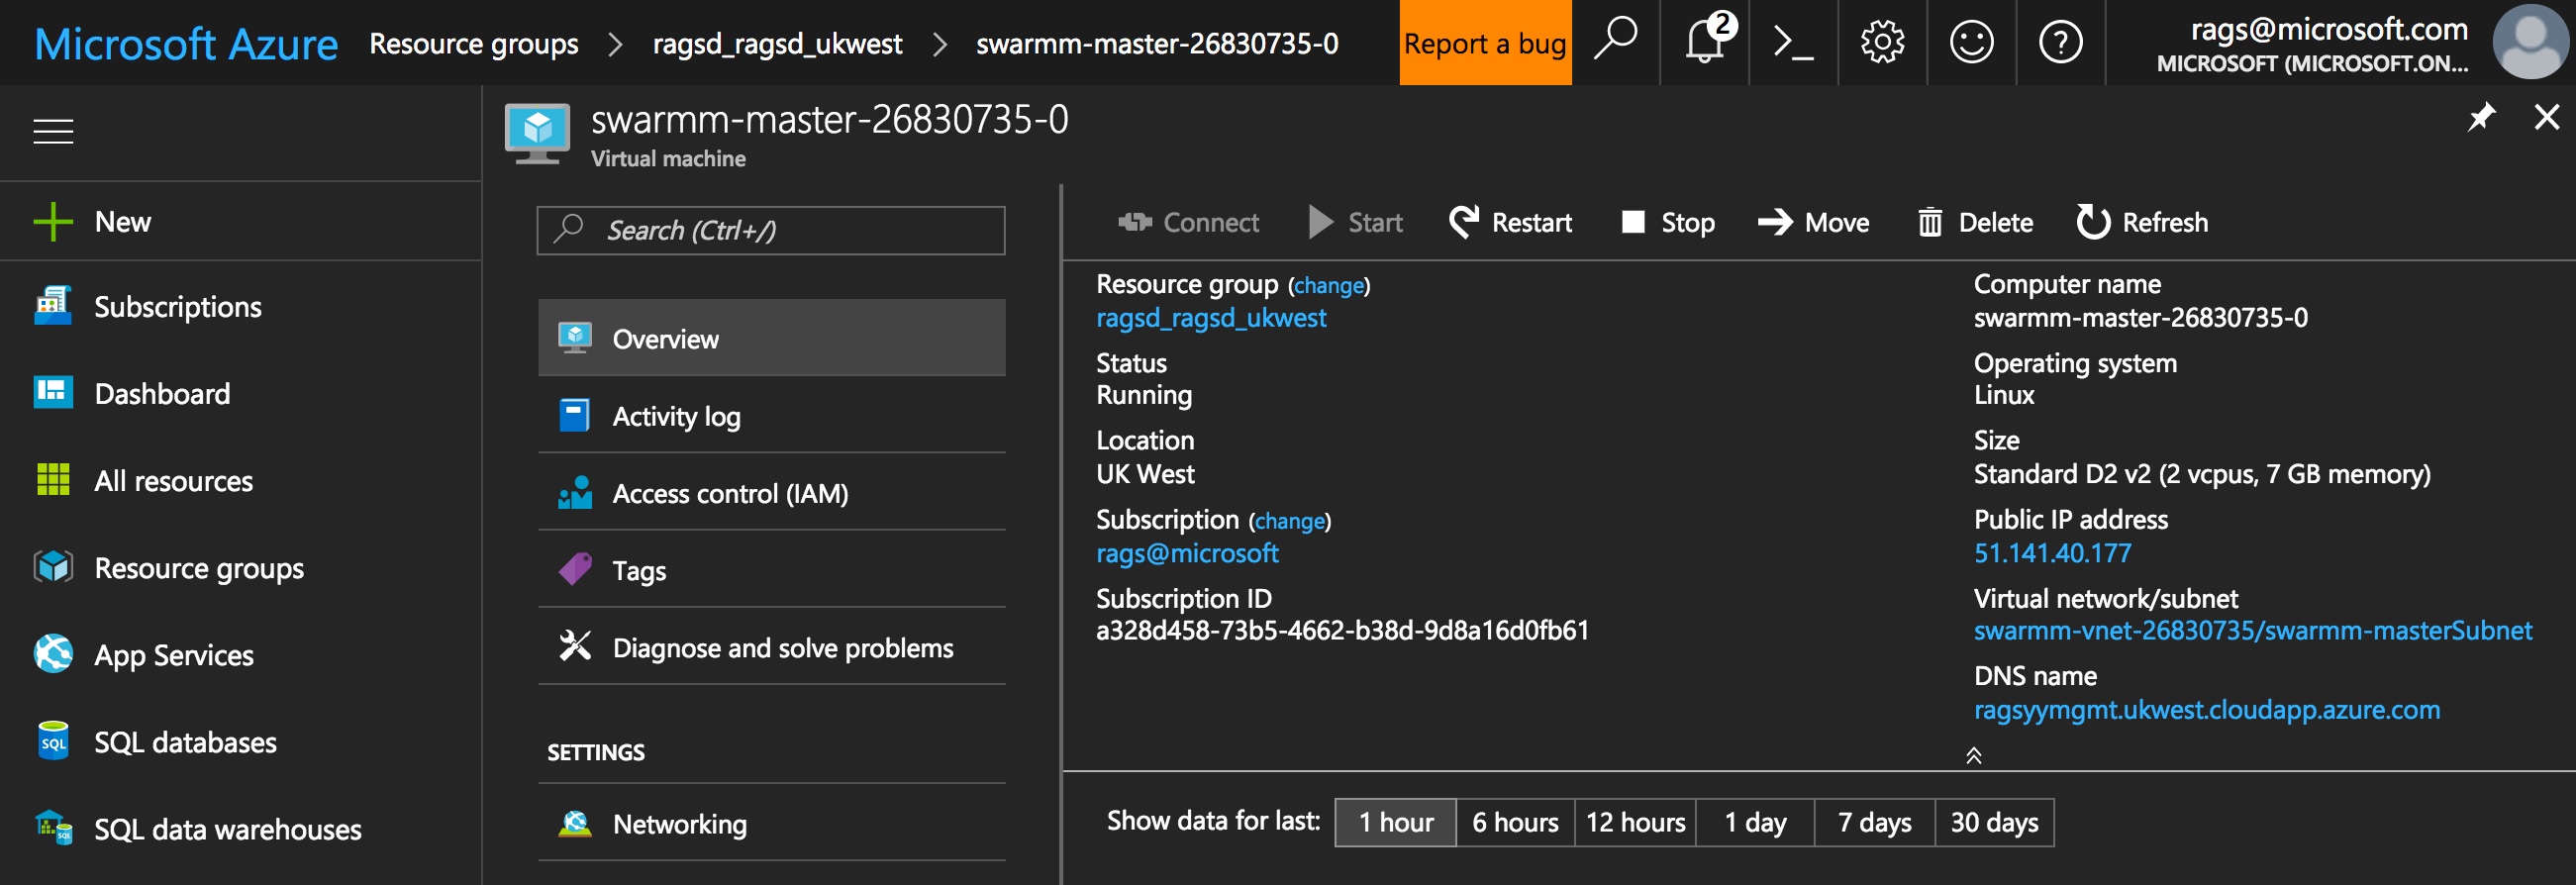 Microsoft Azure Resource groups > ragsd_ragsd_ukwest > swarmm-master-26830735-0
Report a bug
2
rags@microsoft.com
MICROSOFT (MICROSOFT.ON...
swarmm-master-26830735-0
Virtual machine
New
Subscriptions
Dashboard
All resources
Resource groups
App Services
SQL
SQL databases
SQL
SQL data warehouses
Search (Ctrl+/)
Overview
Activity log
Access control (IAM)
Tags
Diagnose and solve problems
SETTINGS
Networking
Connect Start Restart Stop Move Delete Refresh
Resource group (change)
ragsd_ragsd_ukwest
Status
Running
Location
UK West
Subscription (change)
rags@microsoft
Subscription ID
a328d458-73b5-4662-b38d-9d8a16d0fb61
Computer name
swarmm-master-26830735-0
Operating system
Linux
Size
Standard D2 v2 (2 vcpus, 7 GB memory)
Public IP address
51.141.40.177
Virtual network/subnet
swarmm-vnet-26830735/swarmm-masterSubnet
DNS name
ragsyymgmt.ukwest.cloudapp.azure.com
Show data for last: 1 hour 6 hours 12 hours 1 day 7 days 30 days